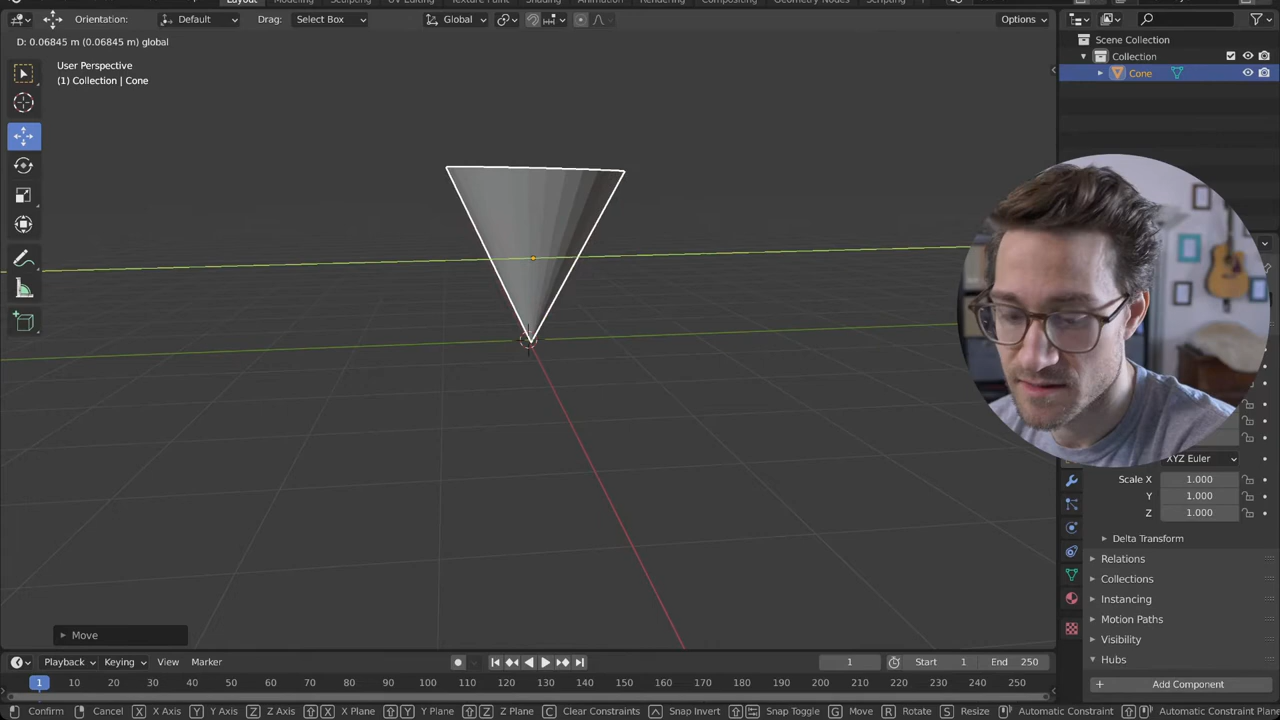 Layout Modeling Sculpting UV Editing Texture Paint Shading Animation Rendering Compositing Geometry Nodes Scripting
Orientation: Default Drag: Select Box Global Options
D: 0.06845 m (0.06845 m) global
User Perspective
(1) Collection | Cone
Scene Collection
Collection
Cone
XYZ Euler
Scale X 1.000
Y 1.000
Z 1.000
Delta Transform
Relations
Collections
Instancing
Motion Paths
Visibility
Hubs
Add Component
Move
Playback Keying View Marker 1 Start 1 End 250
1 10 20 30 40 50 60 70 80 90 100 110 120 130 140 150 160 170 180 190 200 210 220 230 240 250
Confirm Cancel X X Axis Y Y Axis Z Z Axis X X Plane Y Y Plane Z Z Plane C Clear Constraints Snap Invert Snap Toggle G Move R Rotate S Resize Automatic Constraint Automatic Constraint Plane